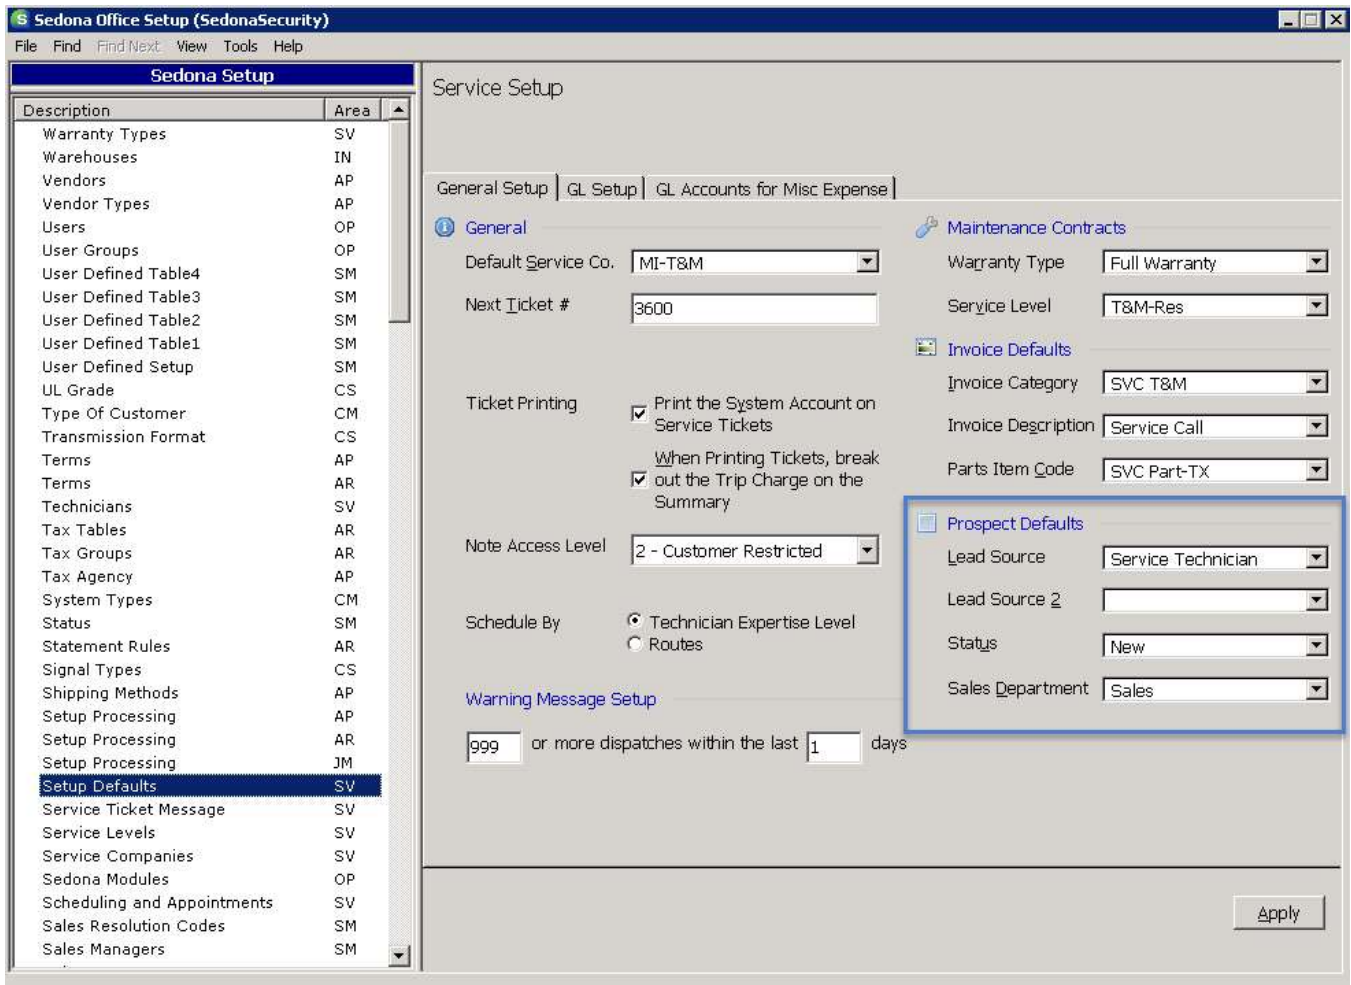 S Sedona Office Setup (SedonaSecurity)
File Find Find Next View Tools Help
Sedona Setup
Description Area
Warranty Types SV
Warehouses IN
Vendors AP
Vendor Types AP
Users OP
User Groups OP
User Defined Table4 SM
User Defined Table3 SM
User Defined Table2 SM
User Defined Table1 SM
User Defined Setup SM
UL Grade CS
Type Of Customer CM
Transmission Format CS
Terms AP
Terms AR
Technicians SV
Tax Tables AR
Tax Groups AR
Tax Agency AP
System Types CM
Status SM
Statement Rules AR
Signal Types CS
Shipping Methods AP
Setup Processing AP
Setup Processing AR
Setup Processing JM
Setup Defaults SV
Service Ticket Message SV
Service Levels SV
Service Companies SV
Sedona Modules OP
Scheduling and Appointments SV
Sales Resolution Codes SM
Sales Managers SM
Service Setup
General Setup GL Setup GL Accounts for Misc Expense
General
Default Service Co. MI-T&M
Next Ticket # 3600
Ticket Printing
Print the System Account on
Service Tickets
When Printing Tickets, break
out the Trip Charge on the
Summary
Note Access Level 2 - Customer Restricted
Schedule By Technician Expertise Level
Routes
Warning Message Setup
999 or more dispatches within the last 1 days
Maintenance Contracts
Warranty Type Full Warranty
Service Level T&M-Res
Invoice Defaults
Invoice Category SVC T&M
Invoice Description Service Call
Parts Item Code SVC Part-TX
Prospect Defaults
Lead Source Service Technician
Lead Source 2
Status New
Sales Department Sales
Apply